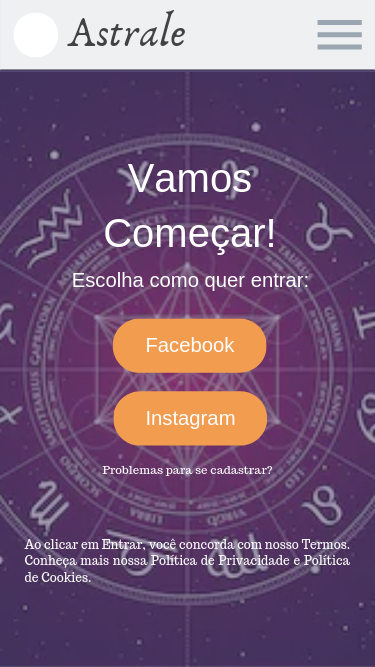 Astrale
Vamos
Começar!
Escolha como quer entrar:
Facebook
Instagram
Problemas para se cadastrar?
Ao clicar em Entrar, você concorda com nosso Termos.
Conheça mais nossa Política de Privacidade e Política
de Cookies.